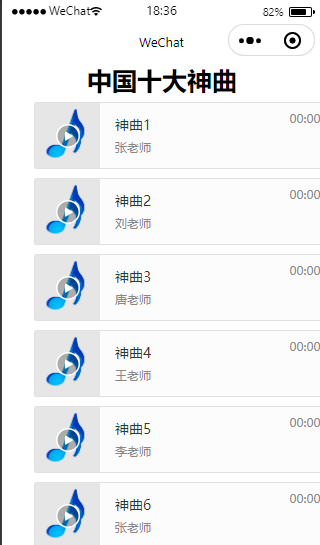 ●●●●● WeChat 18:36 82%
WeChat
中国十大神曲
神曲1 00:00
张老师
神曲2 00:00
刘老师
神曲3 00:00
唐老师
神曲4 00:00
王老师
神曲5 00:00
李老师
神曲6 00:00
张老师